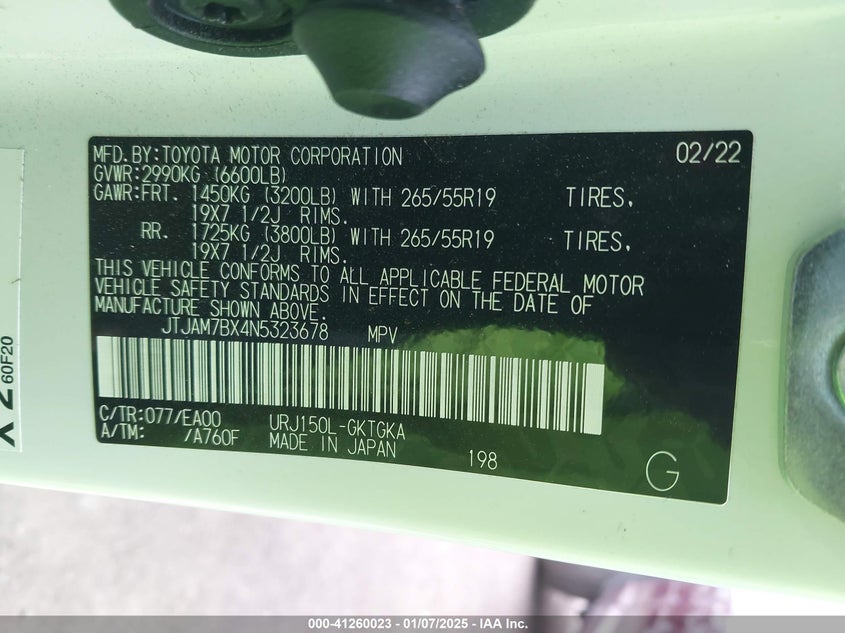 MFD.BY:TOYOTA MOTOR CORPORATION 02/22
GVWR:2990KG (6600LB)
GAWR:FRT. 1450KG (3200LB) WITH 265/55R19 TIRES,
19X7 1/2J RIMS.
RR. 1725KG (3800LB) WITH 265/55R19 TIRES,
19X7 1/2J RIMS.
THIS VEHICLE CONFORMS TO ALL APPLICABLE FEDERAL MOTOR
VEHICLE SAFETY STANDARDS IN EFFECT ON THE DATE OF
MANUFACTURE SHOWN ABOVE.
JTJAM7BX4N5323678 MPV
C/TR:077/EA00 URJ150L-GKTGKA
A/TM: /A760F MADE IN JAPAN 198 G
60F20
000-41260023 - 01/07/2025 - IAA Inc.